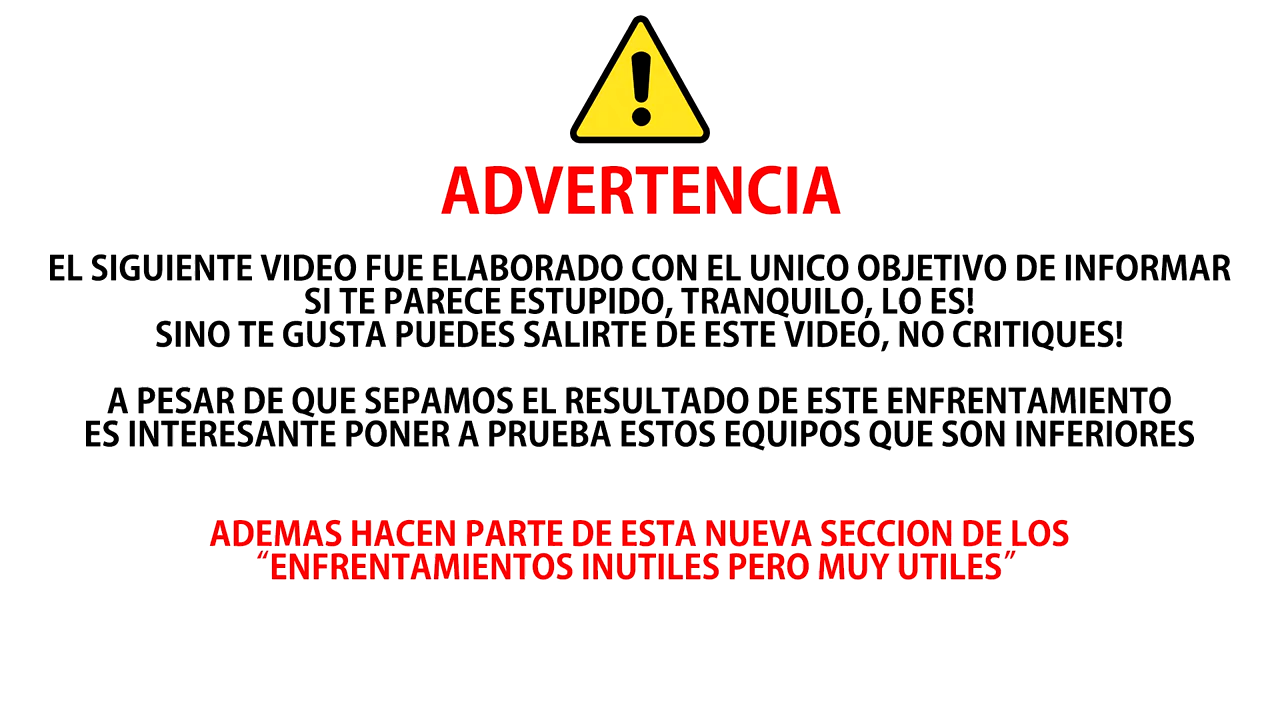 ADVERTENCIA
EL SIGUIENTE VIDEO FUE ELABORADO CON EL UNICO OBJETIVO DE INFORMAR
SI TE PARECE ESTUPIDO, TRANQUILO, LO ES!
SINO TE GUSTA PUEDES SALIRTE DE ESTE VIDEO, NO CRITIQUES!
A PESAR DE QUE SEPAMOS EL RESULTADO DE ESTE ENFRENTAMIENTO
ES INTERESANTE PONER A PRUEBA ESTOS EQUIPOS QUE SON INFERIORES
ADEMAS HACEN PARTE DE ESTA NUEVA SECCION DE LOS
“ENFRENTAMIENTOS INUTILES PERO MUY UTILES”